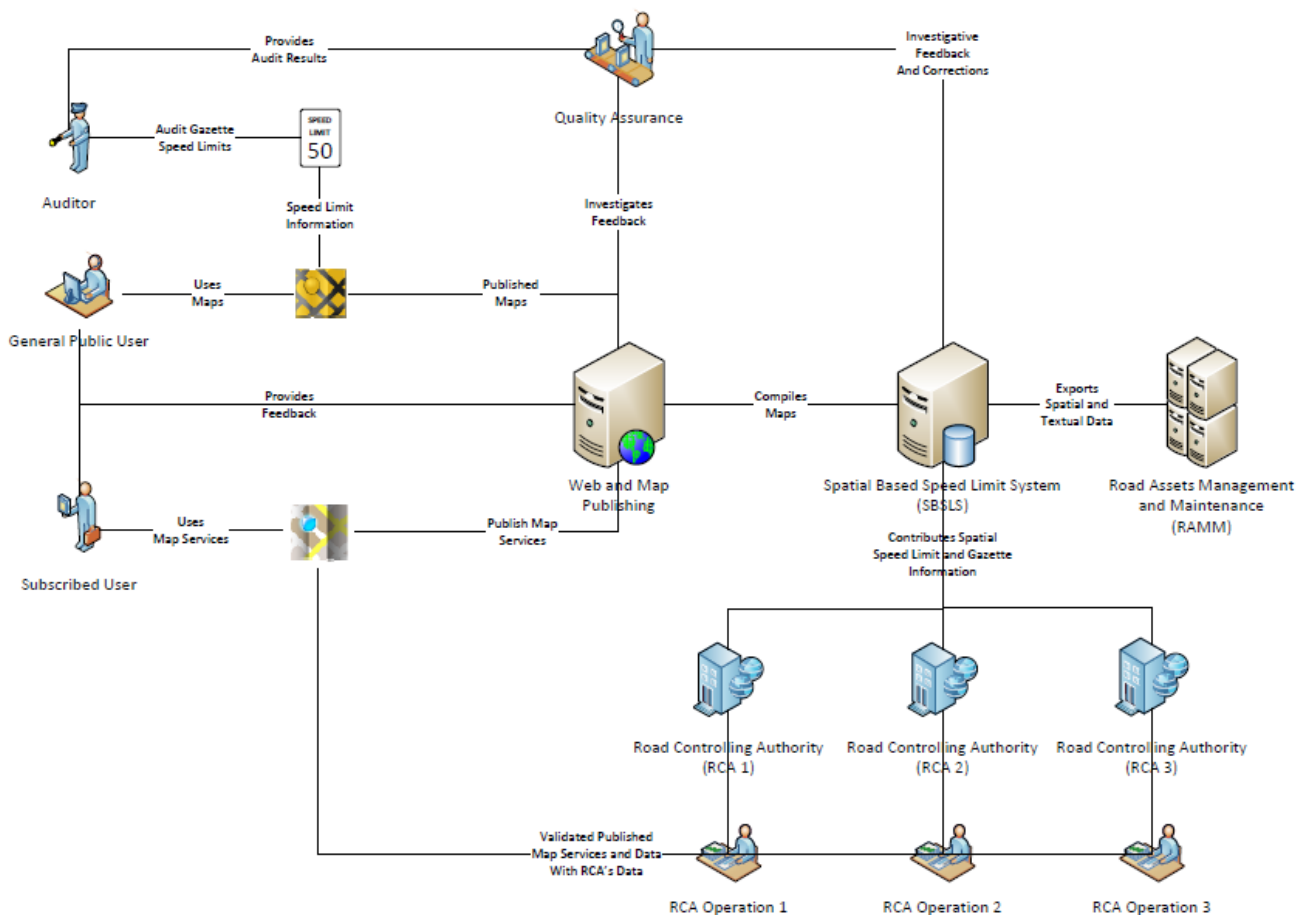 Provides
Audit Results
Investigative
Feedback
And Corrections
Quality Assurance
Audit Gazette
Speed Limits
SPEED
LIMIT
50
Auditor
Speed Limit
Information
Investigates
Feedback
Uses
Maps
Published
Maps
General Public User
Provides
Feedback
Compiles
Maps
Exports
Spatial and
Textual Data
Web and Map
Publishing
Spatial Based Speed Limit System
(SBSLS)
Road Assets Management
and Maintenance
(RAMM)
Uses
Map Services
Publish Map
Services
Subscribed User
Contributes Spatial
Speed Limit and Gazette
Information
Road Controlling Authority
(RCA 1)
Road Controlling Authority
(RCA 2)
Road Controlling Authority
(RCA 3)
Validated Published
Map Services and Data
With RCA's Data
RCA Operation 1
RCA Operation 2
RCA Operation 3